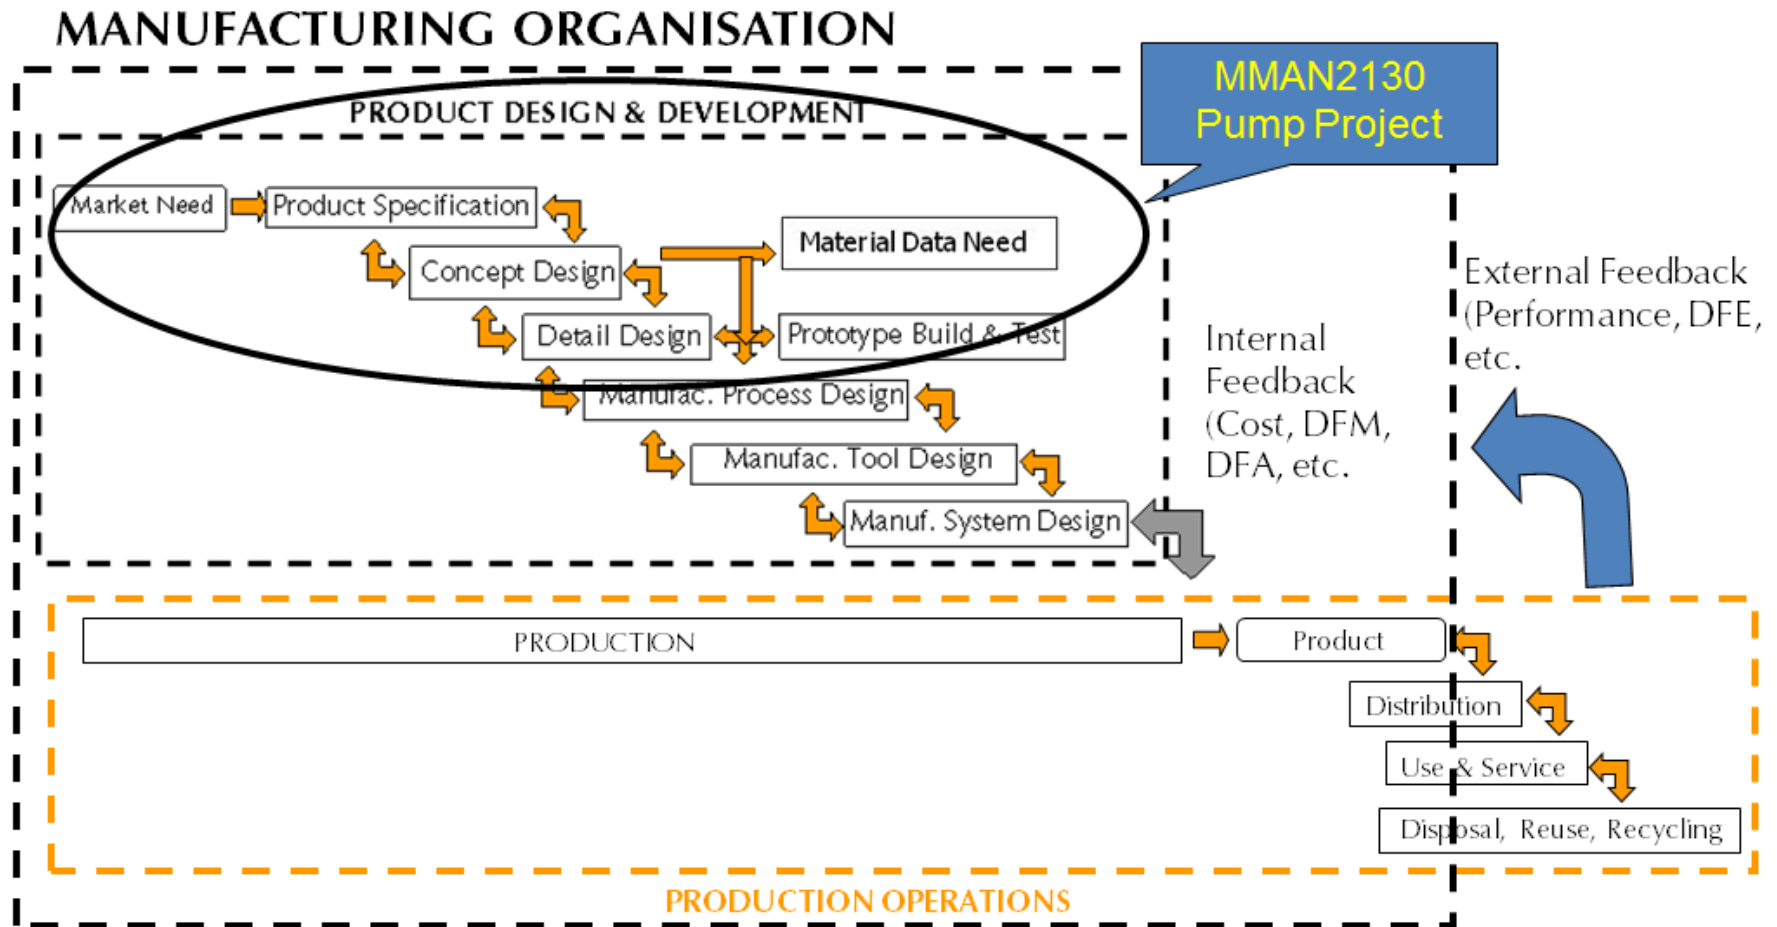 MANUFACTURING ORGANISATION
MMAN2130
Pump Project
PRODUCT DESIGN & DEVELOPMENT
Market Need
Product Specification
Material Data Need
Concept Design
Detail Design
Prototype Build & Test
Manufac. Process Design
Manufac. Tool Design
Manuf. System Design
Internal
Feedback
(Cost, DFM,
DFA, etc.
External Feedback
(Performance, DFE,
etc.
PRODUCTION
Product
Distribution
Use & Service
Disposal, Reuse, Recycling
PRODUCTION OPERATIONS